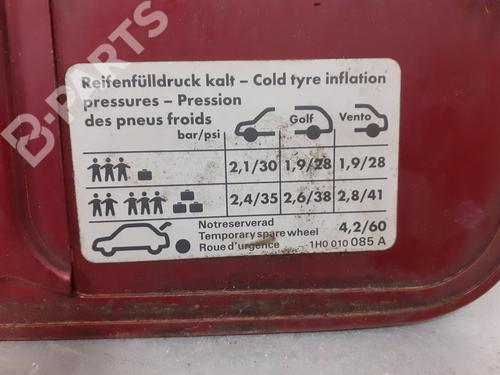 B-PARTS
Reifenfülldruck kalt – Cold tyre inflation
pressures – Pression
des pneus froids
bar/psi
Golf
Vento
2,1/30 1,9/28 1,9/28
2,4/35 2,6/38 2,8/41
Notreserverad
Temporary spare wheel 4,2/60
Roue d'urgence 1H0 010 085 A